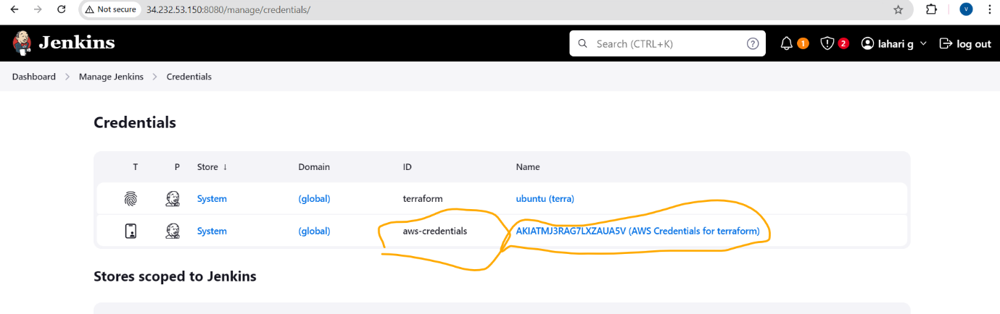 Not secure 34.232.53.150:8080/manage/credentials/ V
Jenkins Search (CTRL+K) ? 1 2 lahari g log out
Dashboard > Manage Jenkins > Credentials
Credentials
T P Store ↓ Domain ID Name
System (global) terraform ubuntu (terra)
System (global) aws-credentials AKIATMJ3RAG7LXZAUA5V (AWS Credentials for terraform)
Stores scoped to Jenkins